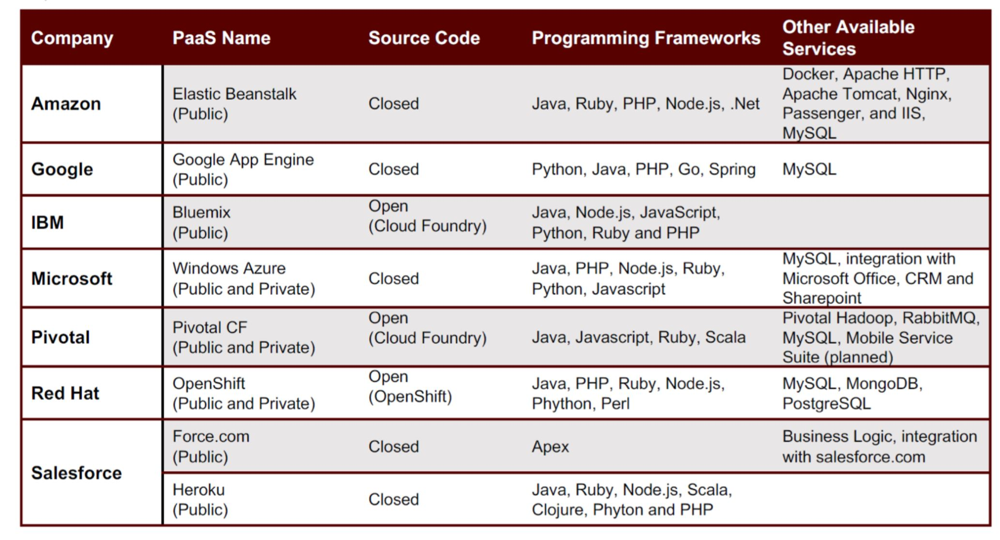 Company
PaaS Name
Source Code
Programming Frameworks
Other Available
Services
Amazon
Elastic Beanstalk
(Public)
Closed
Java, Ruby, PHP, Node.js, .Net
Docker, Apache HTTP,
Apache Tomcat, Nginx,
Passenger, and IIS,
MySQL
Google
Google App Engine
(Public)
Closed
Python, Java, PHP, Go, Spring
MySQL
IBM
Bluemix
(Public)
Open
(Cloud Foundry)
Java, Node.js, JavaScript,
Python, Ruby and PHP
Microsoft
Windows Azure
(Public and Private)
Closed
Java, PHP, Node.js, Ruby,
Python, Javascript
MySQL, integration with
Microsoft Office, CRM and
Sharepoint
Pivotal
Pivotal CF
(Public and Private)
Open
(Cloud Foundry)
Java, Javascript, Ruby, Scala
Pivotal Hadoop, RabbitMQ,
MySQL, Mobile Service
Suite (planned)
Red Hat
OpenShift
(Public and Private)
Open
(OpenShift)
Java, PHP, Ruby, Node.js,
Phython, Perl
MySQL, MongoDB,
PostgreSQL
Salesforce
Force.com
(Public)
Closed
Apex
Business Logic, integration
with salesforce.com
Heroku
(Public)
Closed
Java, Ruby, Node.js, Scala,
Clojure, Phyton and PHP